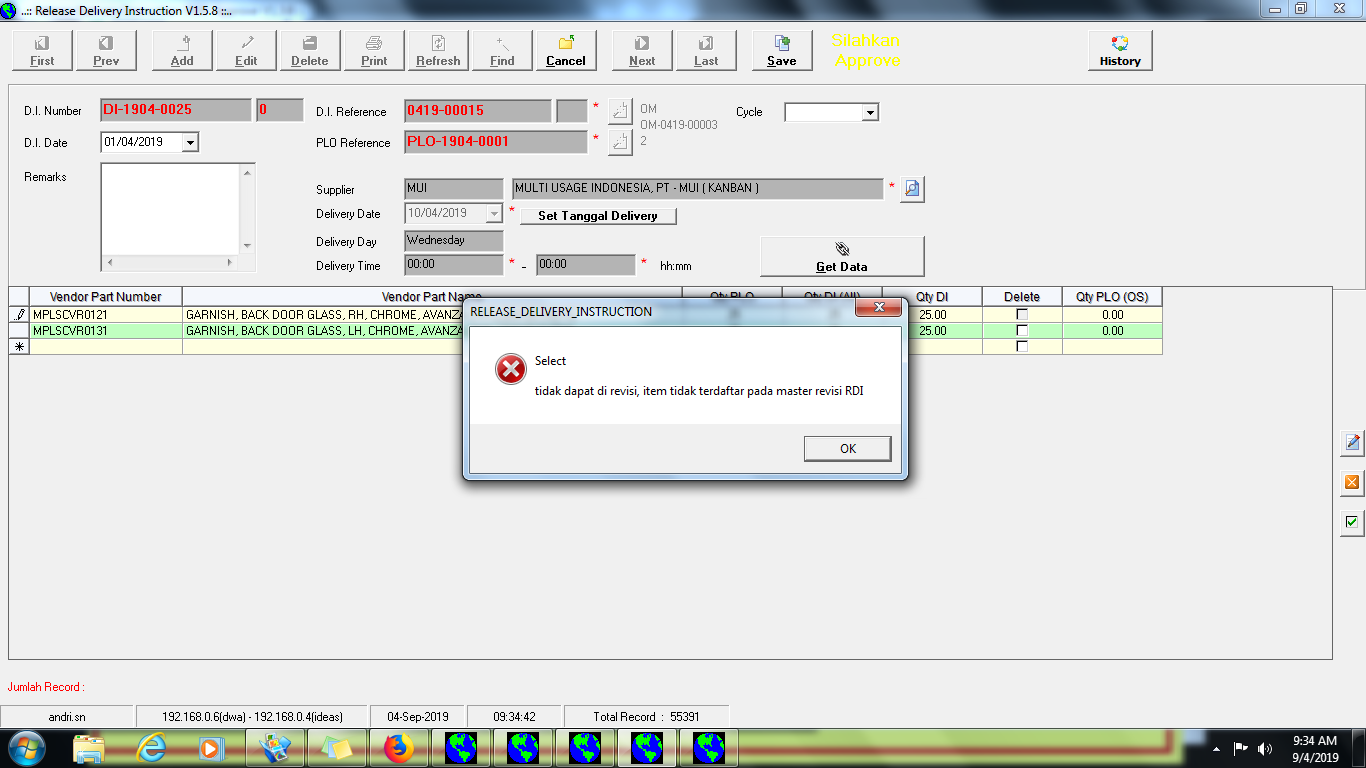 ..:: Release Delivery Instruction V1.5.8 ::..
First Prev Add Edit Delete Print Refresh Find Cancel Next Last Save Silahkan Approve History
D.I. Number DI-1904-0025 0 D.I. Reference 0419-00015 * OM Cycle
OM-0419-00003
D.I. Date 01/04/2019 PLO Reference PLO-1904-0001 * 2
Remarks
Supplier MUI MULTI USAGE INDONESIA, PT - MUI ( KANBAN ) *
Delivery Date 10/04/2019 * Set Tanggal Delivery
Delivery Day Wednesday
Delivery Time 00:00 * - 00:00 * hh:mm Get Data
Vendor Part Number Vendor Part Name Qty PLO Qty DI (All) Qty DI Delete Qty PLO (OS)
MPLSCVR0121 GARNISH, BACK DOOR GLASS, RH, CHROME, AVANZA 25.00 0.00
MPLSCVR0131 GARNISH, BACK DOOR GLASS, LH, CHROME, AVANZA 25.00 0.00
RELEASE_DELIVERY_INSTRUCTION
Select
tidak dapat di revisi, item tidak terdaftar pada master revisi RDI
OK
Jumlah Record :
andri.sn 192.168.0.6(dwa) - 192.168.0.4(ideas) 04-Sep-2019 09:34:42 Total Record : 55391
9:34 AM
9/4/2019